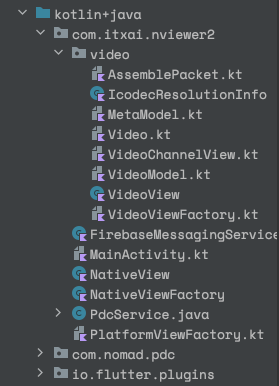 kotlin+java
com.itxai.nviewer2
video
AssemblePacket.kt
IcodecResolutionInfo
MetaModel.kt
Video.kt
VideoChannelView.kt
VideoModel.kt
VideoView
VideoViewFactory.kt
FirebaseMessagingService
MainActivity.kt
NativeView
NativeViewFactory
PdcService.java
PlatformViewFactory.kt
com.nomad.pdc
io.flutter.plugins